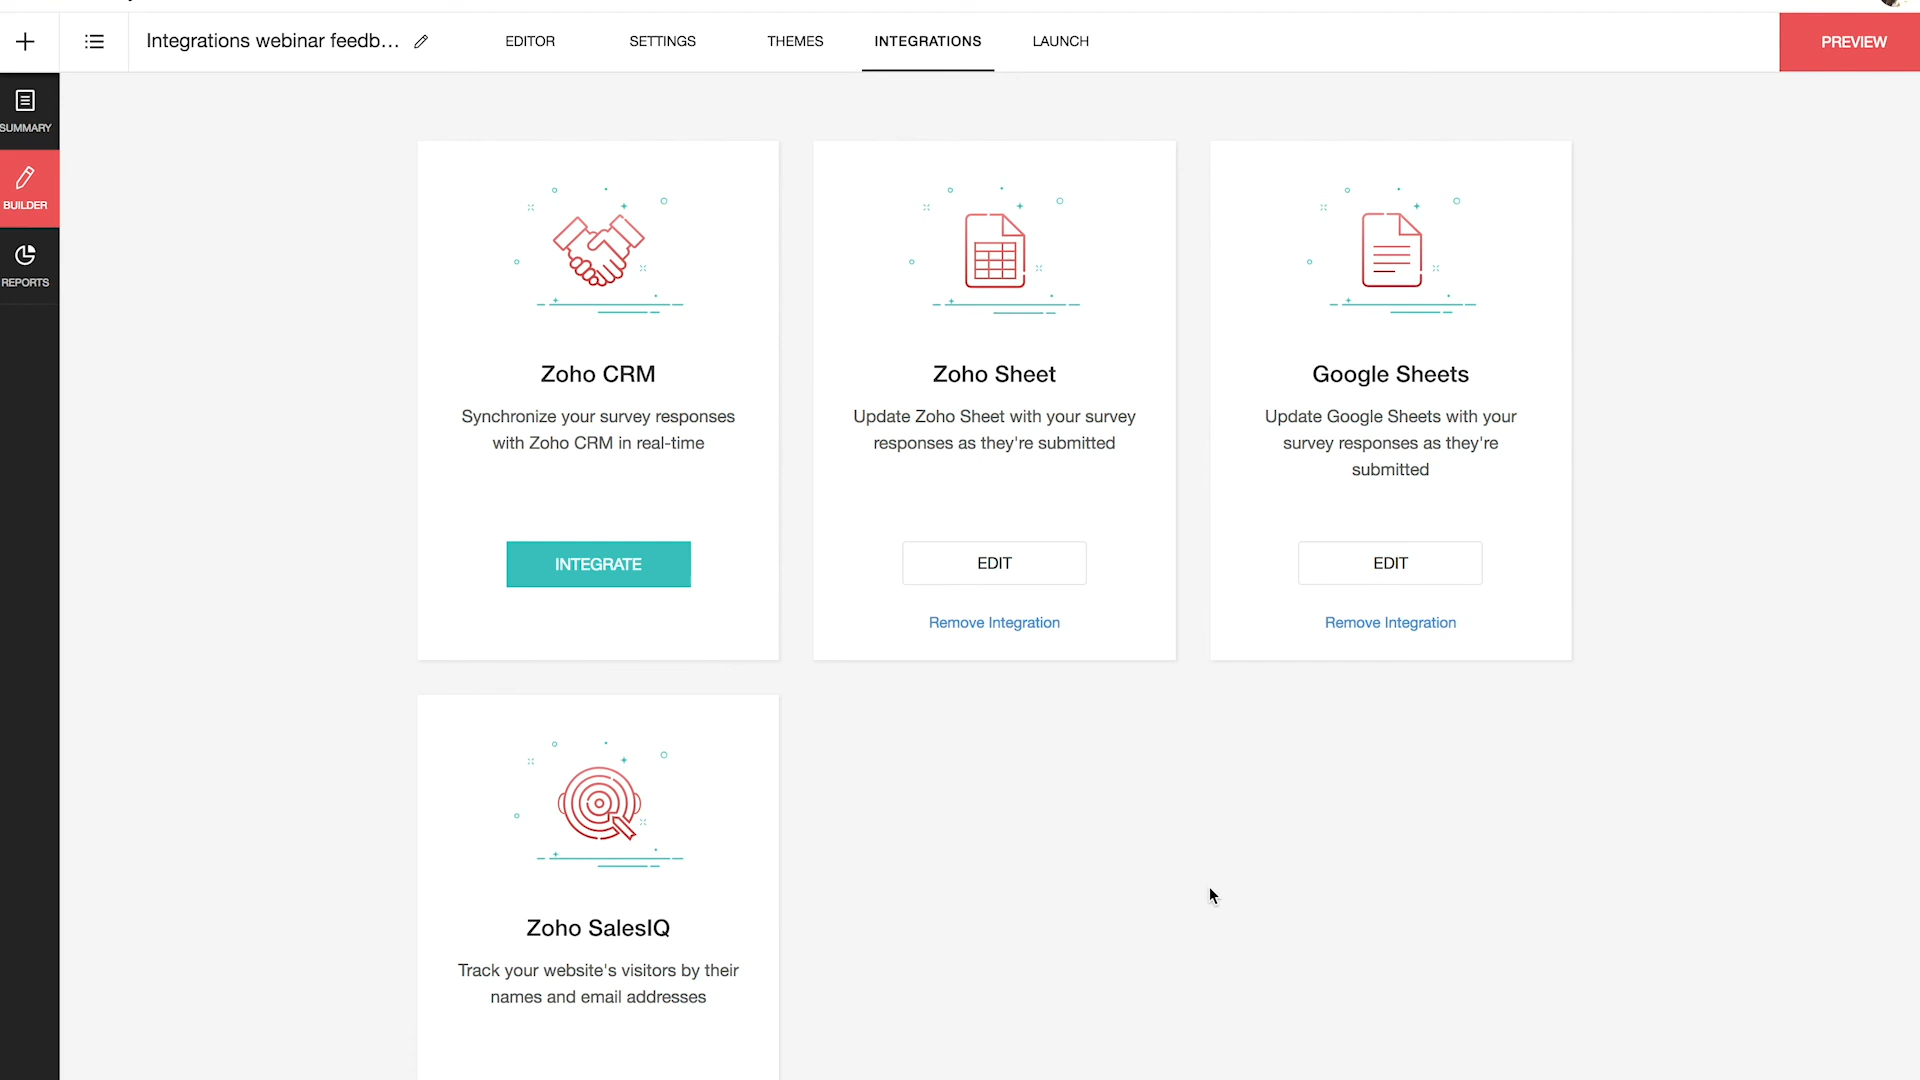 Integrations webinar feedb...
EDITOR
SETTINGS
THEMES
INTEGRATIONS
LAUNCH
PREVIEW
SUMMARY
BUILDER
REPORTS
Zoho CRM
Synchronize your survey responses
with Zoho CRM in real-time
INTEGRATE
Zoho Sheet
Update Zoho Sheet with your survey
responses as they're submitted
EDIT
Remove Integration
Google Sheets
Update Google Sheets with your
survey responses as they're
submitted
EDIT
Remove Integration
Zoho SalesIQ
Track your website's visitors by their
names and email addresses